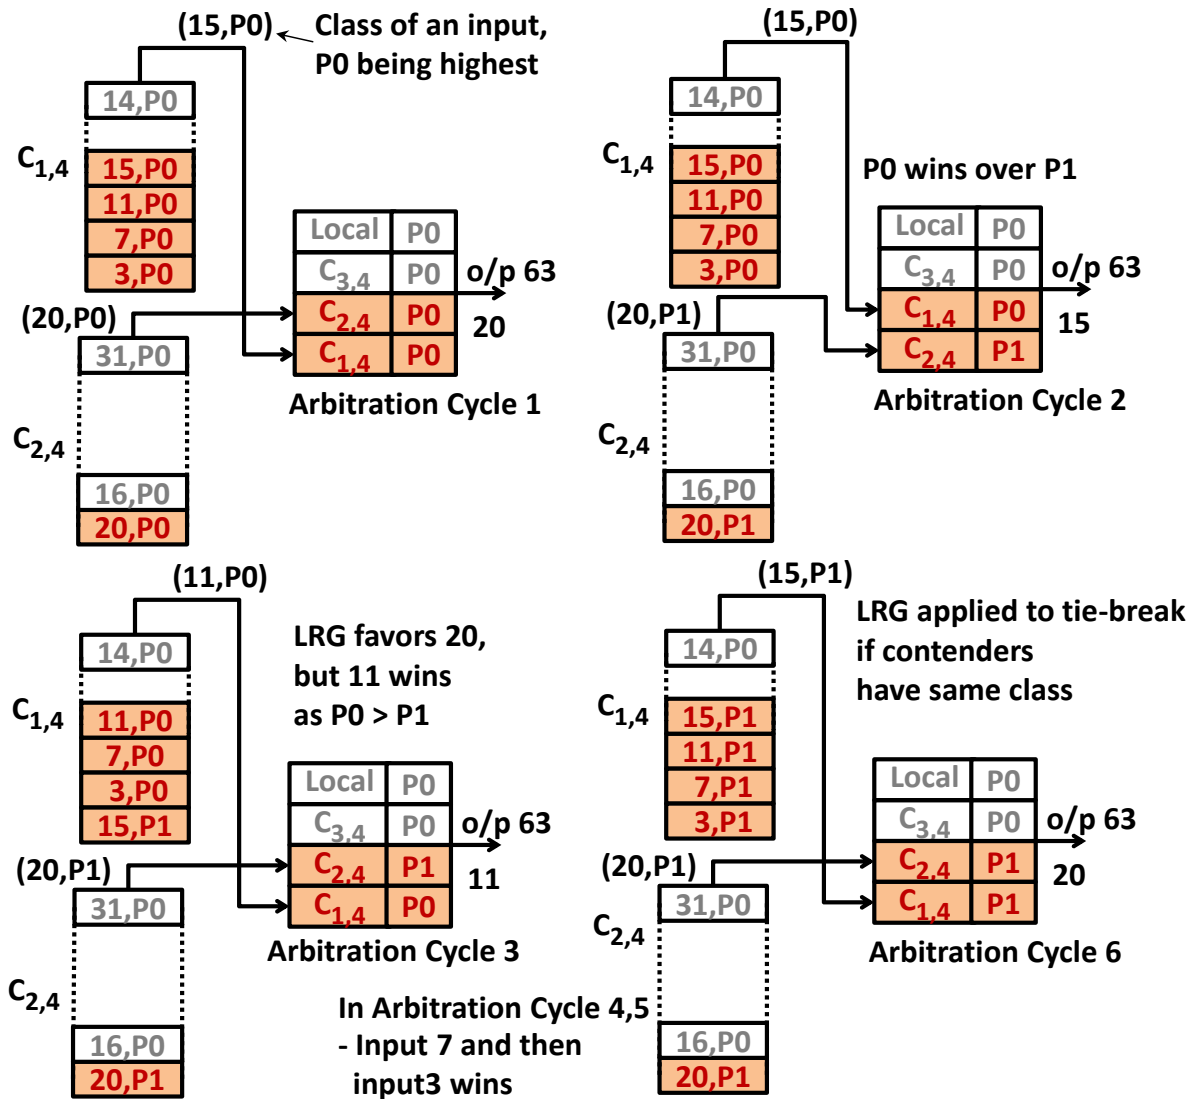 (15,P0)
Class of an input,
P0 being highest
14,P0
C1,4
15,P0
11,P0
7,P0
3,P0
Local P0
C3,4 P0
C2,4 P0
C1,4 P0
o/p 63
20
(20,P0)
31,P0
Arbitration Cycle 1
C2,4
16,P0
20,P0
(15,P0)
14,P0
C1,4
15,P0
11,P0
7,P0
3,P0
P0 wins over P1
Local P0
C3,4 P0
C1,4 P0
C2,4 P1
o/p 63
15
(20,P1)
31,P0
Arbitration Cycle 2
C2,4
16,P0
20,P1
(11,P0)
14,P0
LRG favors 20,
but 11 wins
as P0 > P1
C1,4
11,P0
7,P0
3,P0
15,P1
Local P0
C3,4 P0
C2,4 P1
C1,4 P0
o/p 63
11
(20,P1)
31,P0
Arbitration Cycle 3
C2,4
16,P0
20,P1
In Arbitration Cycle 4,5
- Input 7 and then
input3 wins
(15,P1)
14,P0
LRG applied to tie-break
if contenders
have same class
C1,4
15,P1
11,P1
7,P1
3,P1
Local P0
C3,4 P0
C2,4 P1
C1,4 P1
o/p 63
20
(20,P1)
31,P0
Arbitration Cycle 6
C2,4
16,P0
20,P1